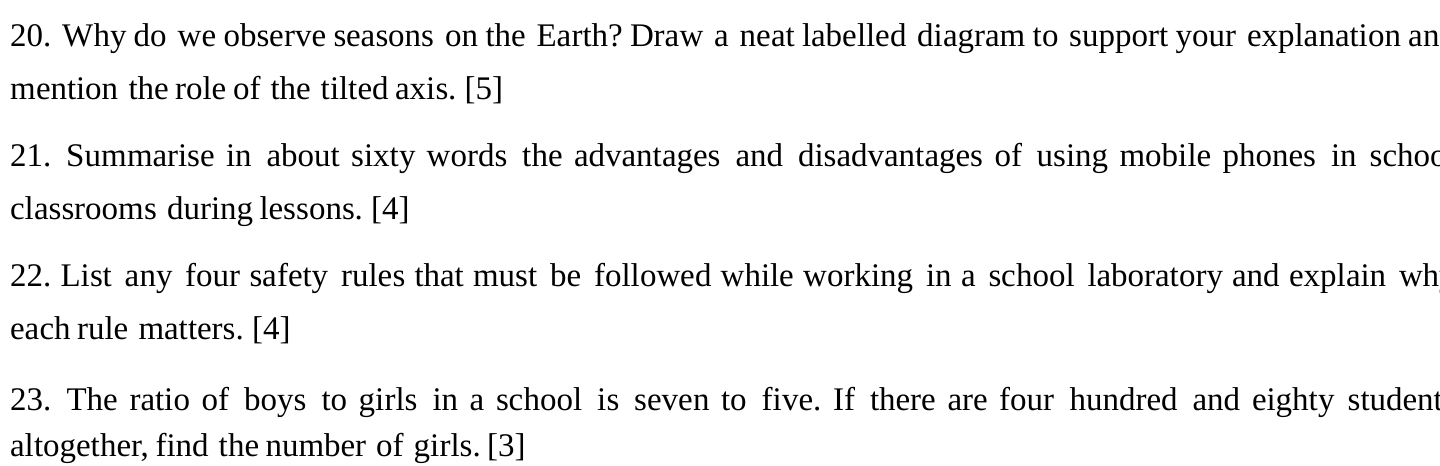 20. Why do we observe seasons on the Earth? Draw a neat labelled diagram to support your explanation an
mention the role of the tilted axis. [5]
21. Summarise in about sixty words the advantages and disadvantages of using mobile phones in schoo
classrooms during lessons. [4]
22. List any four safety rules that must be followed while working in a school laboratory and explain why
each rule matters. [4]
23. The ratio of boys to girls in a school is seven to five. If there are four hundred and eighty student
altogether, find the number of girls. [3]